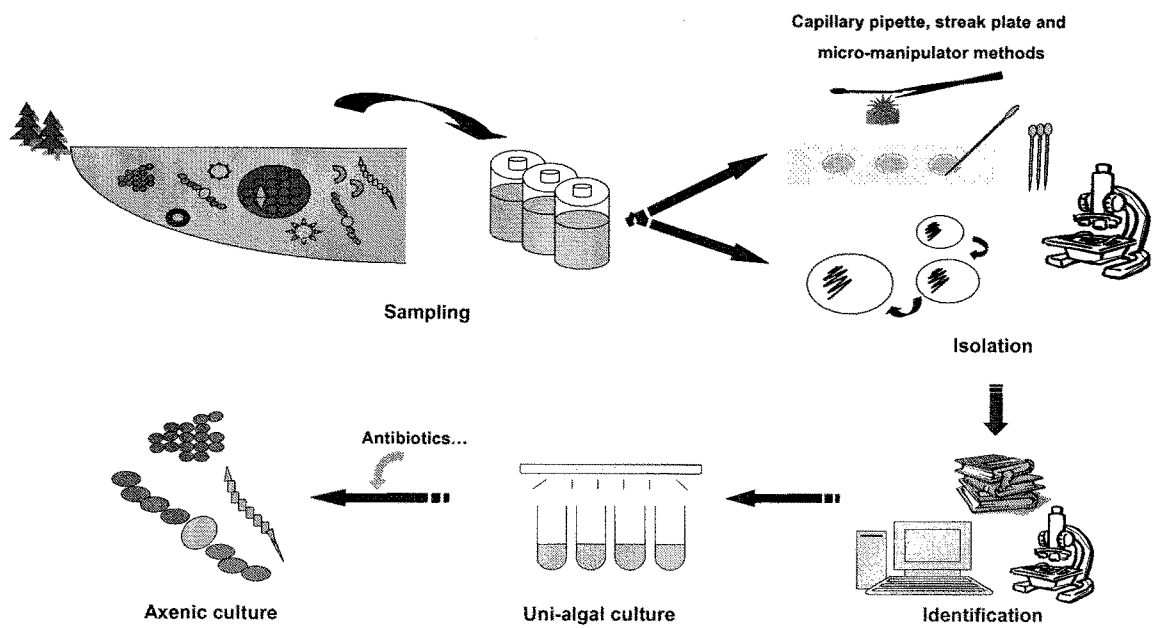 Capillary pipette, streak plate and
micro-manipulator methods
Sampling
Isolation
Antibiotics...
Axenic culture
Uni-algal culture
Identification